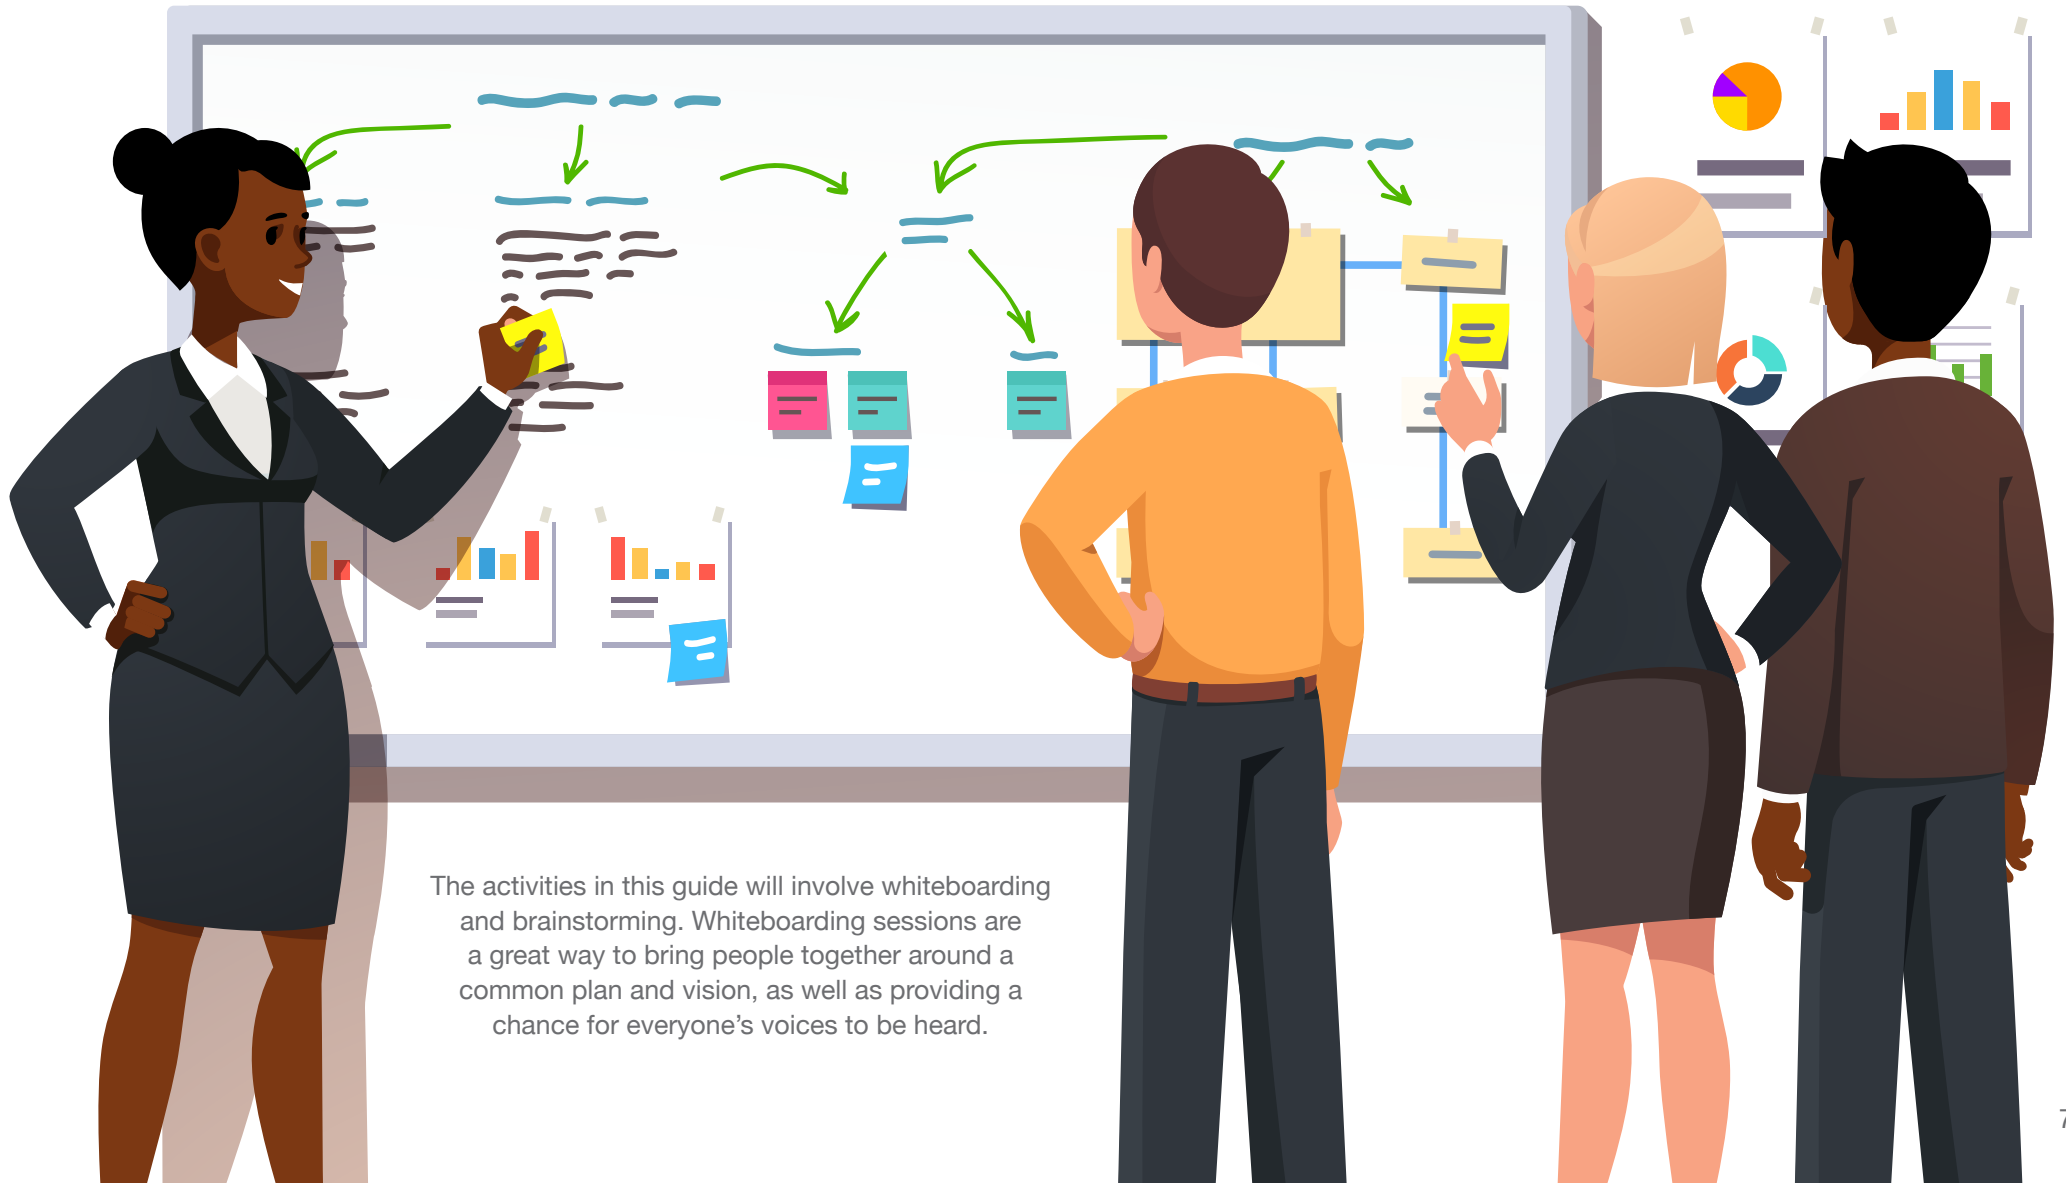 The activities in this guide will involve whiteboarding
and brainstorming. Whiteboarding sessions are
a great way to bring people together around a
common plan and vision, as well as providing a
chance for everyone’s voices to be heard.
7